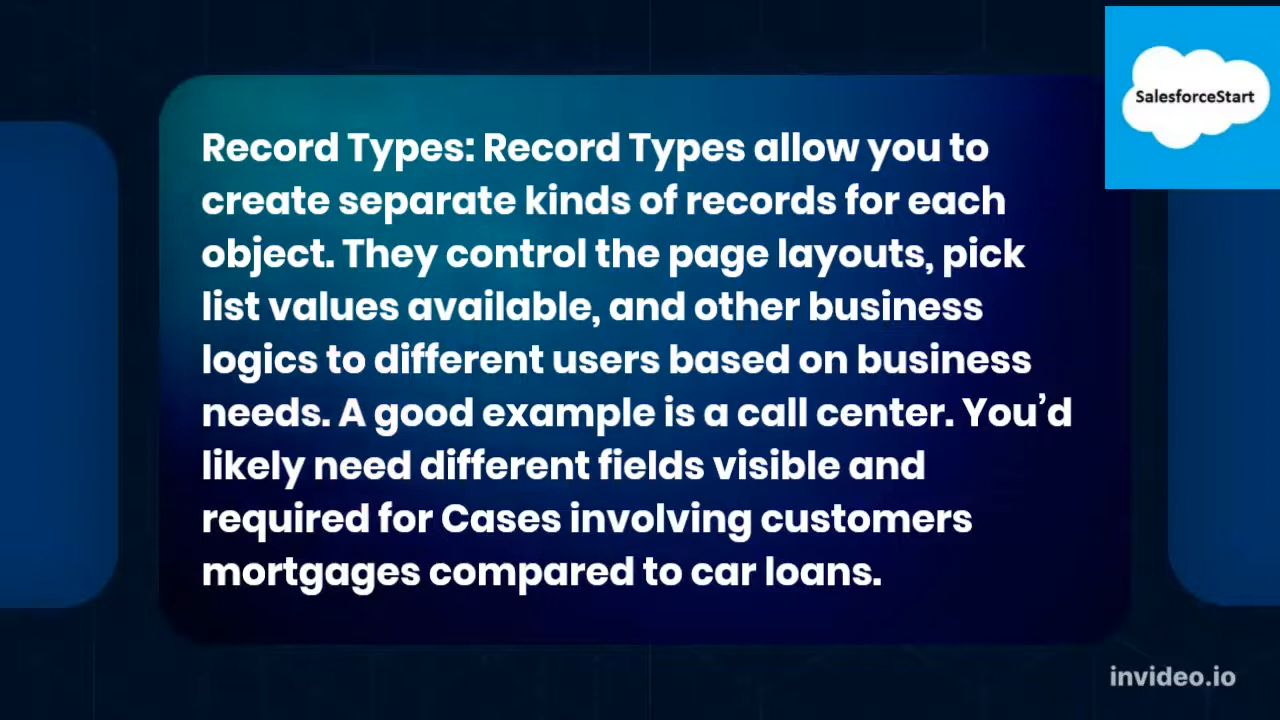 SalesforceStart
Record Types: Record Types allow you to
create separate kinds of records for each
object. They control the page layouts, pick
list values available, and other business
logics to different users based on business
needs. A good example is a call center. You’d
likely need different fields visible and
required for Cases involving customers
mortgages compared to car loans.
invideo.io